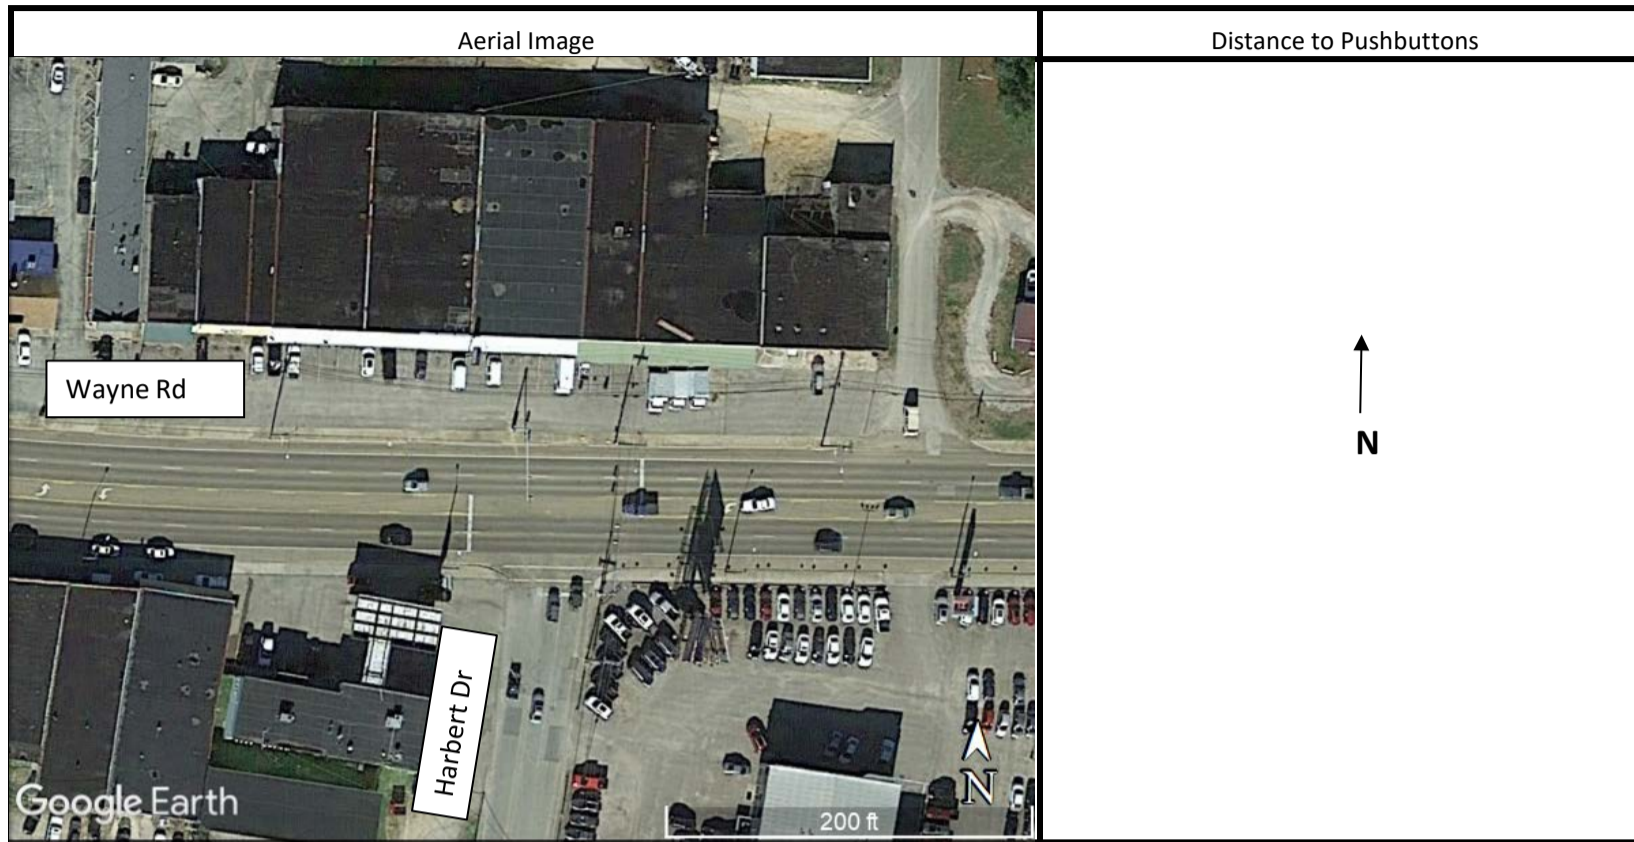 Aerial Image
Distance to Pushbuttons
Wayne Rd
N
Harbert Dr
N
Google Earth
200 ft